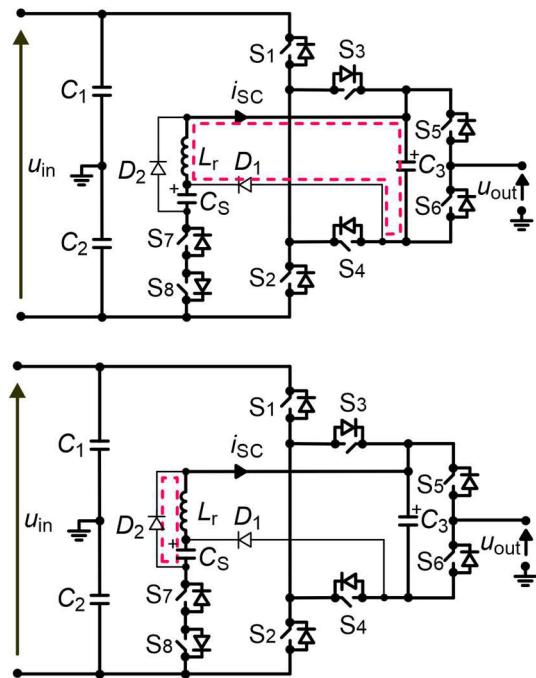 S1
S3
C1
iSC
S5
uin
D2
Lr
D1
+
C3
+
CS
uout
S6
C2
S7
S4
S8
S2
S1
S3
C1
iSC
S5
uin
D2
Lr
D1
+
C3
+
CS
uout
S6
C2
S7
S4
S8
S2